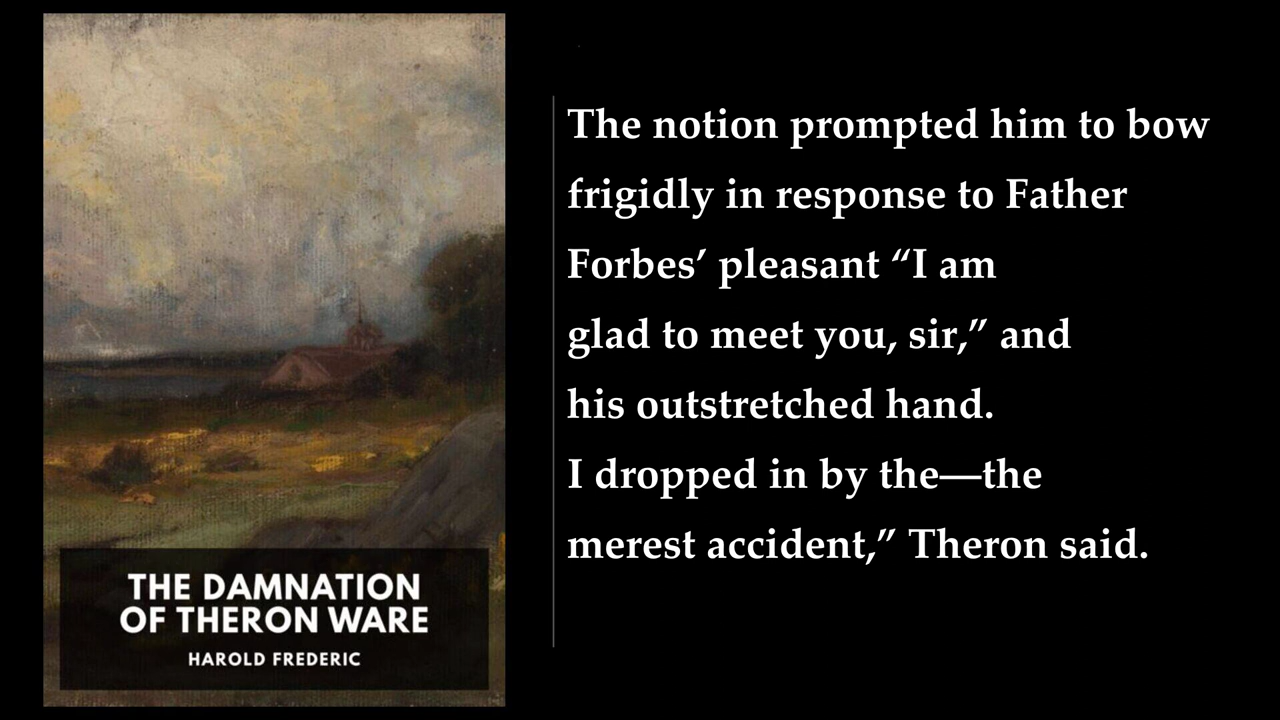 THE DAMNATION
OF THERON WARE
HAROLD FREDERIC
The notion prompted him to bow
frigidly in response to Father
Forbes’ pleasant “I am
glad to meet you, sir,” and
his outstretched hand.
I dropped in by the—the
merest accident,” Theron said.